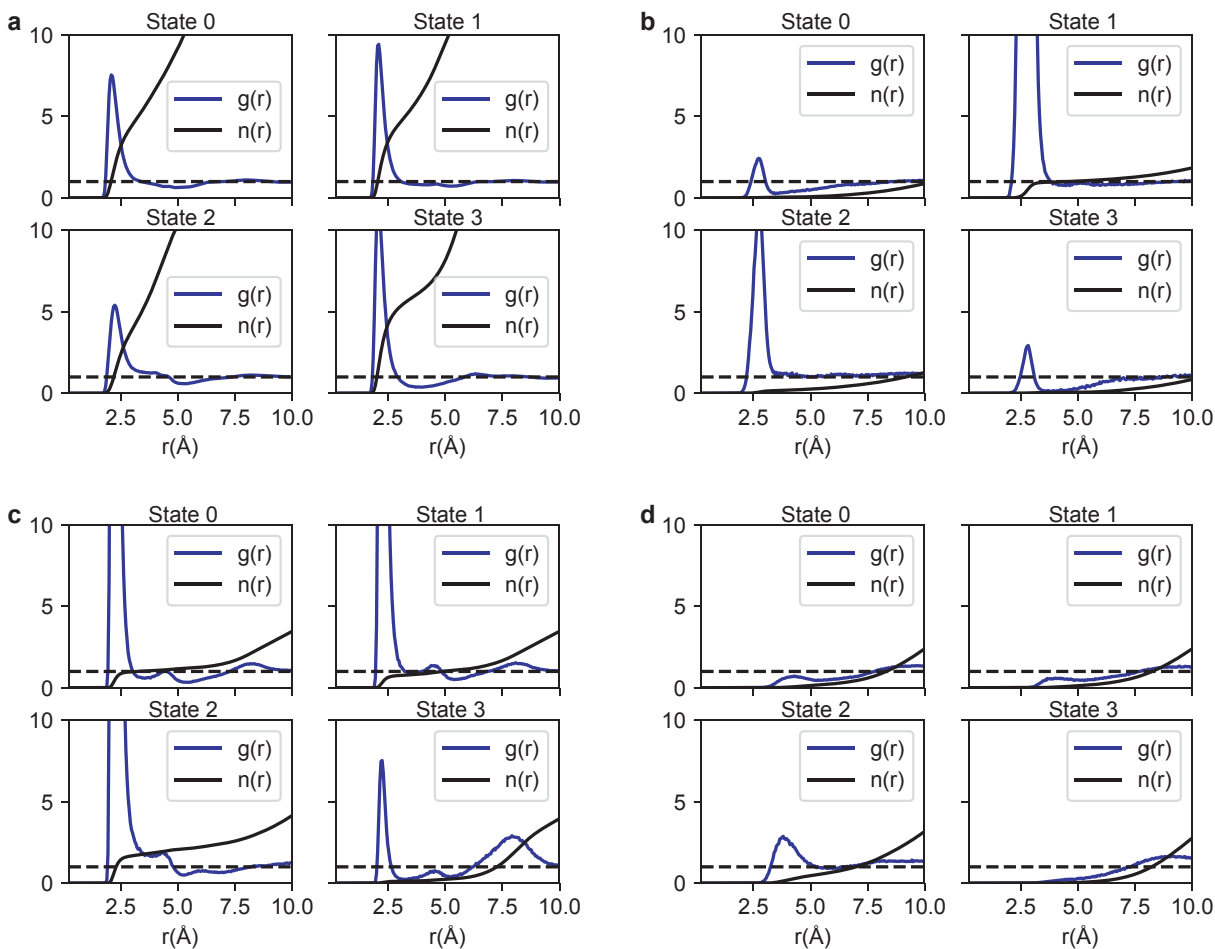 a
State 0
State 1
10
5
0
g(r)
n(r)
g(r)
n(r)
State 2
State 3
10
5
0
g(r)
n(r)
g(r)
n(r)
2.5 5.0 7.5 10.0
2.5 5.0 7.5 10.0
r(Å)
r(Å)
b
State 0
State 1
10
5
0
g(r)
n(r)
g(r)
n(r)
State 2
State 3
10
5
0
g(r)
n(r)
g(r)
n(r)
2.5 5.0 7.5 10.0
2.5 5.0 7.5 10.0
r(Å)
r(Å)
c
State 0
State 1
10
5
0
g(r)
n(r)
g(r)
n(r)
State 2
State 3
10
5
0
g(r)
n(r)
g(r)
n(r)
2.5 5.0 7.5 10.0
2.5 5.0 7.5 10.0
r(Å)
r(Å)
d
State 0
State 1
10
5
0
g(r)
n(r)
g(r)
n(r)
State 2
State 3
10
5
0
g(r)
n(r)
g(r)
n(r)
2.5 5.0 7.5 10.0
2.5 5.0 7.5 10.0
r(Å)
r(Å)